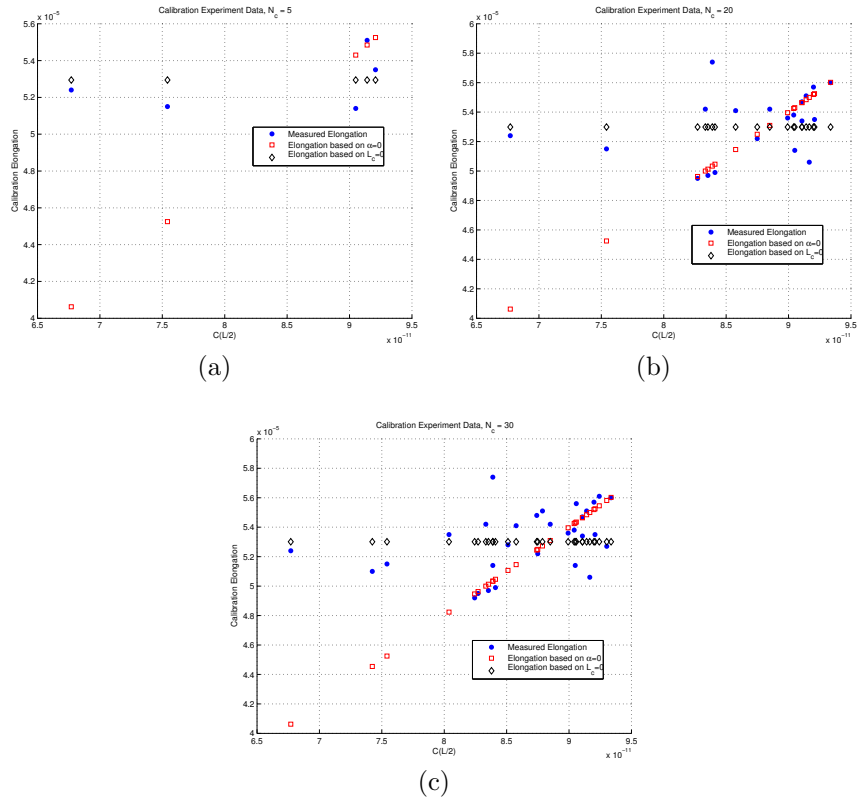 Calibration Experiment Data, N_c = 5
x 10^-5
5.6
5.4
5.2
5
4.8
4.6
4.4
4.2
4
Calibration Elongation
Measured Elongation
Elongation based on α=0
Elongation based on L_c=0
6.5 7 7.5 8 8.5 9 9.5
C(L/2)
x 10^-11
(a)
Calibration Experiment Data, N_c = 20
x 10^-5
6
5.8
5.6
5.4
5.2
5
4.8
4.6
4.4
4.2
4
Calibration Elongation
Measured Elongation
Elongation based on α=0
Elongation based on L_c=0
6.5 7 7.5 8 8.5 9 9.5
C(L/2)
x 10^-11
(b)
Calibration Experiment Data, N_c = 30
x 10^-5
6
5.8
5.6
5.4
5.2
5
4.8
4.6
4.4
4.2
4
Calibration Elongation
Measured Elongation
Elongation based on α=0
Elongation based on L_c=0
6.5 7 7.5 8 8.5 9 9.5
C(L/2)
x 10^-11
(c)